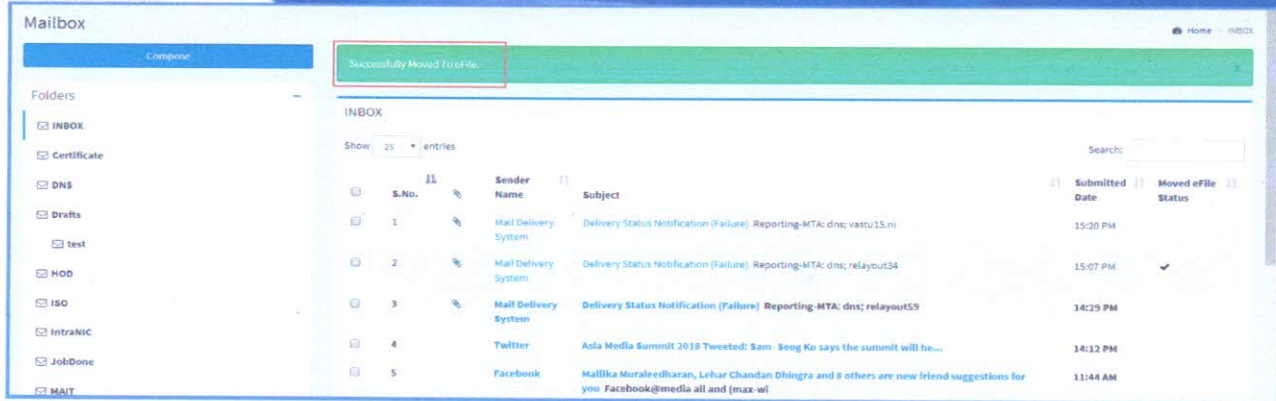 Mailbox
Home - INBOX
Compose
Successfully Moved To eFile.
x
Folders
INBOX
Certificate
DNS
Drafts
test
HOD
ISO
IntraNIC
JobDone
MAIT
INBOX
Show 25 entries
Search:
S.No. Sender Name Subject Submitted Date Moved eFile Status
1 Mail Delivery System Delivery Status Notification (Failure) Reporting-MTA: dns; vastu15.ni 15:20 PM
2 Mail Delivery System Delivery Status Notification (Failure) Reporting-MTA: dns; relayout34 15:07 PM ✔
3 Mail Delivery System Delivery Status Notification (Failure) Reporting-MTA: dns; relayout59 14:29 PM
4 Twitter Asia Media Summit 2018 Tweeted: Sam- Seog Ko says the summit will he... 14:12 PM
5 Facebook Mallika Muraleedharan, Lehar Chandan Dhingra and 8 others are new friend suggestions for
you Facebook@media all and (max-wi 11:44 AM